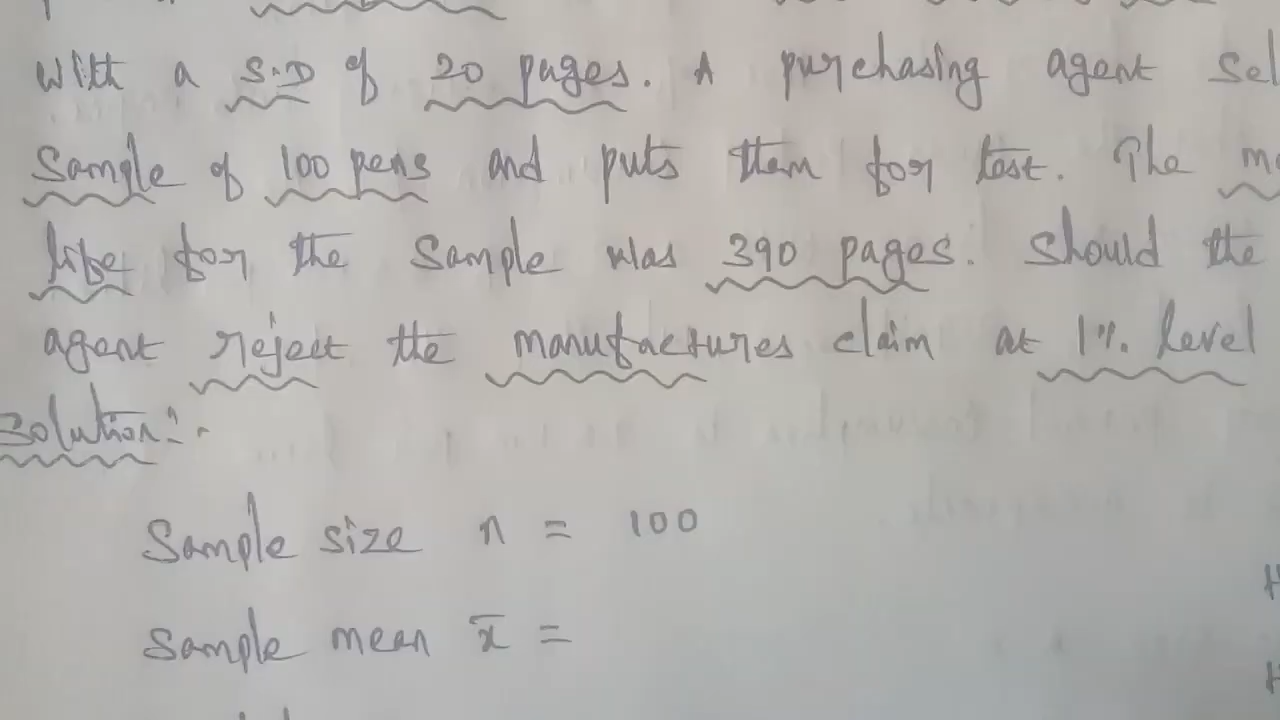 With a S.D of 20 pages. A purchasing agent
Sample of 100 pens and puts them for test. The
life for the sample was 390 pages. Should the
agent reject the manufactures claim at 1% level
Solution:-
Sample size n = 100
Sample mean x̄ =